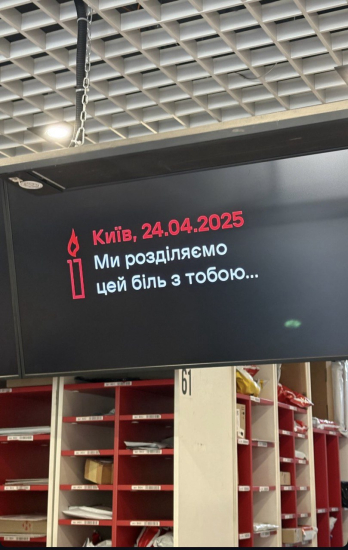 Київ, 24.04.2025
Ми розділяємо
цей біль з тобою...
61